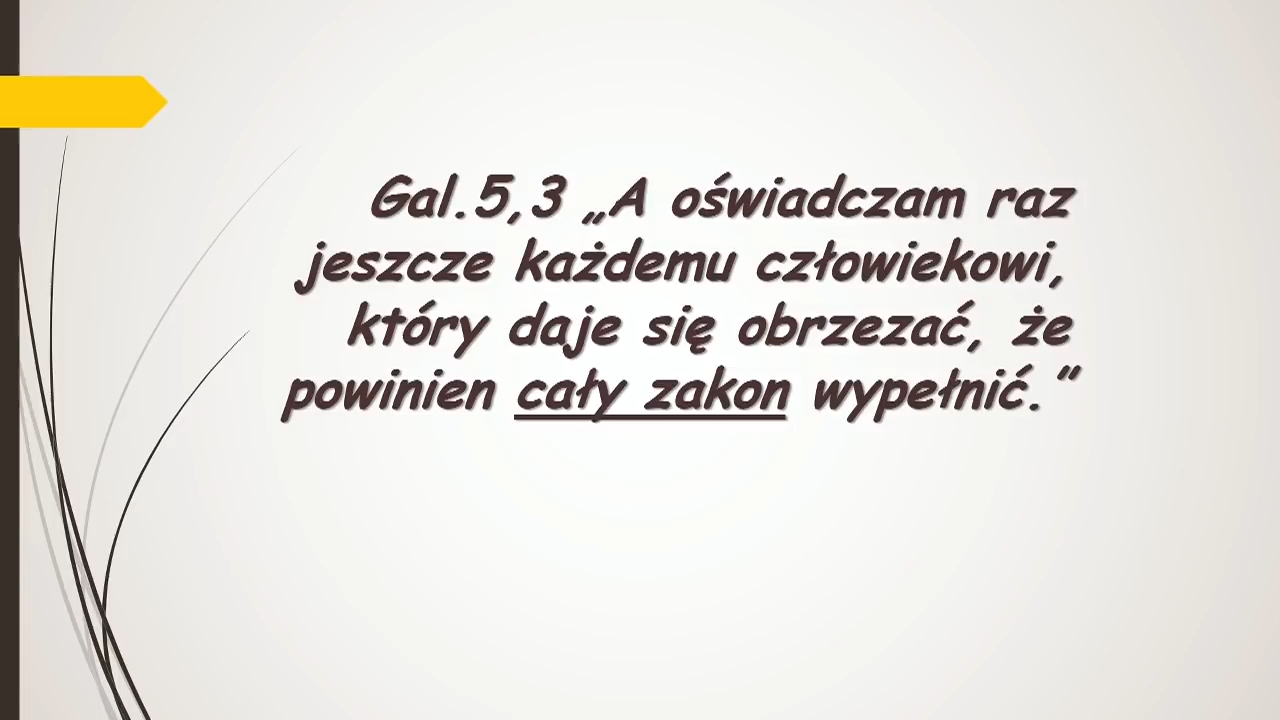 Gal.5,3 „A oświadczam raz
jeszcze każdemu człowiekowi,
który daje się obrzezać, że
powinien cały zakon wypełnić.”